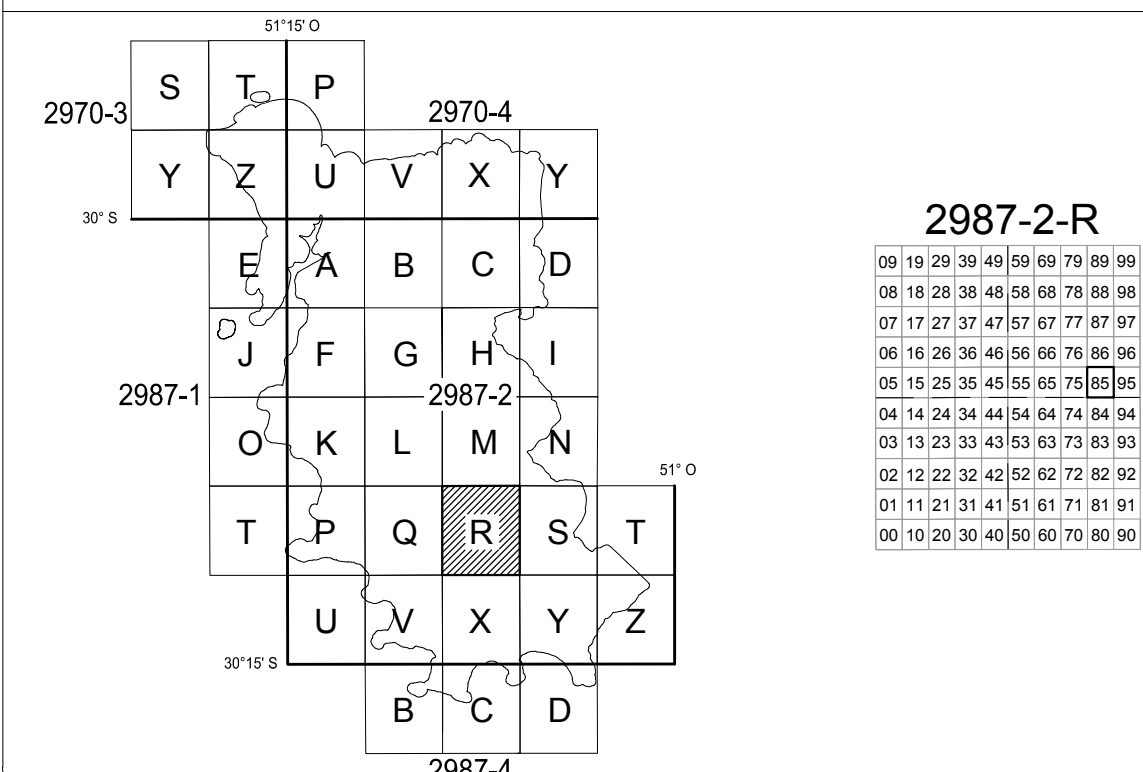 51°15' O
S T P
2970-3
2970-4
Y Z U V X Y
30° S
E A B C D
J F G H I
2987-1
2987-2
O K L M N
51° O
T P Q R S T
U V X Y Z
30°15' S
B C D
2987-4
2987-2-R
09 19 29 39 49 59 69 79 89 99
08 18 28 38 48 58 68 78 88 98
07 17 27 37 47 57 67 77 87 97
06 16 26 36 46 56 66 76 86 96
05 15 25 35 45 55 65 75 85 95
04 14 24 34 44 54 64 74 84 94
03 13 23 33 43 53 63 73 83 93
02 12 22 32 42 52 62 72 82 92
01 11 21 31 41 51 61 71 81 91
00 10 20 30 40 50 60 70 80 90